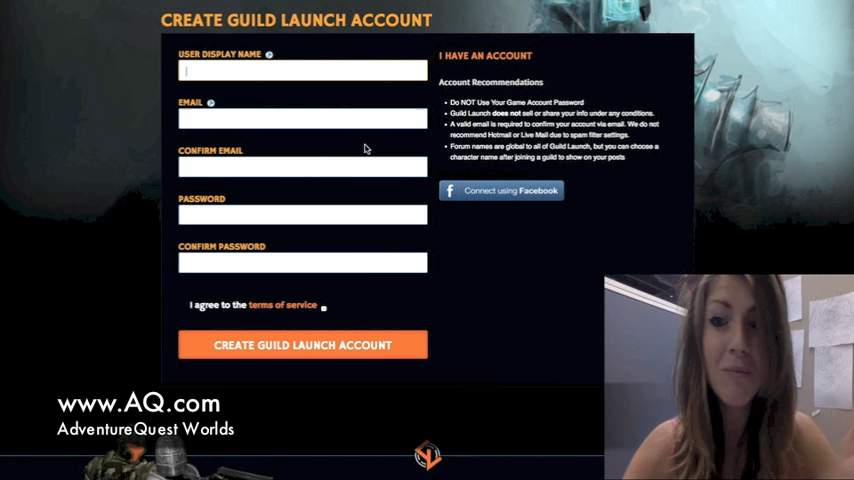 CREATE GUILD LAUNCH ACCOUNT
USER DISPLAY NAME
EMAIL
CONFIRM EMAIL
PASSWORD
CONFIRM PASSWORD
I agree to the terms of service
CREATE GUILD LAUNCH ACCOUNT
I HAVE AN ACCOUNT
Account Recommendations
• Do NOT Use Your Game Account Password
• Guild Launch does not sell or share your info under any conditions.
• A valid email is required to confirm your account via email. We do not
recommend Hotmail or Live Mail due to spam filter settings.
• Forum names are global to all of Guild Launch, but you can choose a
character name after joining a guild to show on your posts
f Connect using Facebook
www.AQ.com
AdventureQuest Worlds